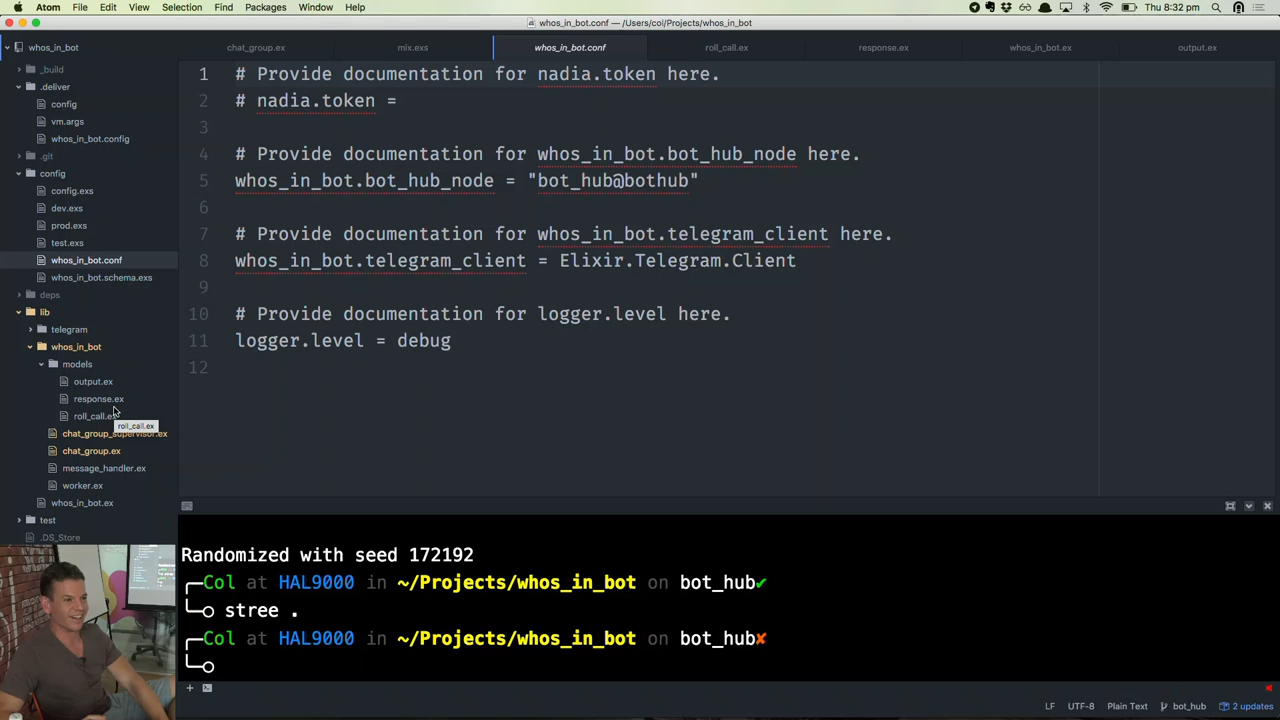 Atom File Edit View Selection Find Packages Window Help Thu 8:32 pm
whos_in_bot.conf — /Users/col/Projects/whos_in_bot
whos_in_bot
_build
.deliver
config
vm.args
whos_in_bot.config
.git
config
config.exs
dev.exs
prod.exs
test.exs
whos_in_bot.conf
whos_in_bot.schema.exs
deps
lib
telegram
whos_in_bot
models
output.ex
response.ex
roll_call.ex
roll_call.ex
chat_group_supervisor.ex
chat_group.ex
message_handler.ex
worker.ex
whos_in_bot.ex
test
.DS_Store
chat_group.ex mix.exs whos_in_bot.conf roll_call.ex response.ex whos_in_bot.ex output.ex
1 # Provide documentation for nadia.token here.
2 # nadia.token =
3
4 # Provide documentation for whos_in_bot.bot_hub_node here.
5 whos_in_bot.bot_hub_node = "bot_hub@bothub"
6
7 # Provide documentation for whos_in_bot.telegram_client here.
8 whos_in_bot.telegram_client = Elixir.Telegram.Client
9
10 # Provide documentation for logger.level here.
11 logger.level = debug
12
Randomized with seed 172192
Col at HAL9000 in ~/Projects/whos_in_bot on bot_hub✔
stree .
Col at HAL9000 in ~/Projects/whos_in_bot on bot_hub✘
LF UTF-8 Plain Text bot_hub 2 updates